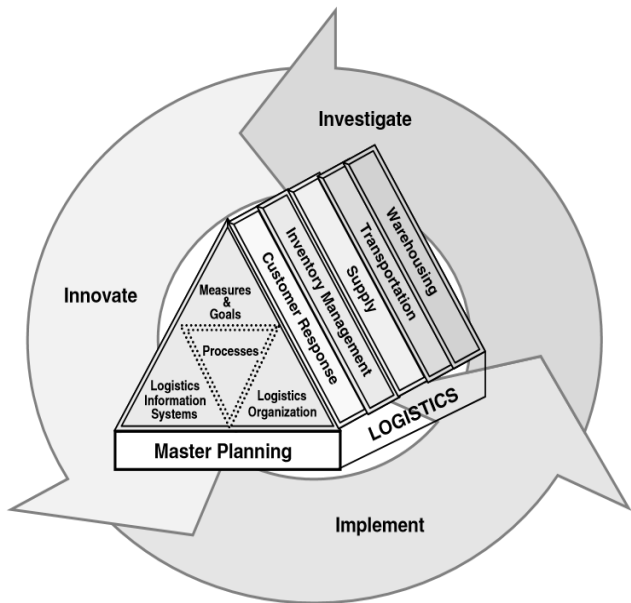 Investigate
Innovate
Measures
&
Goals
Processes
Logistics
Information
Systems
Logistics
Organization
Customer Response
Inventory Management
Supply
Transportation
Warehousing
Master Planning
LOGISTICS
Implement